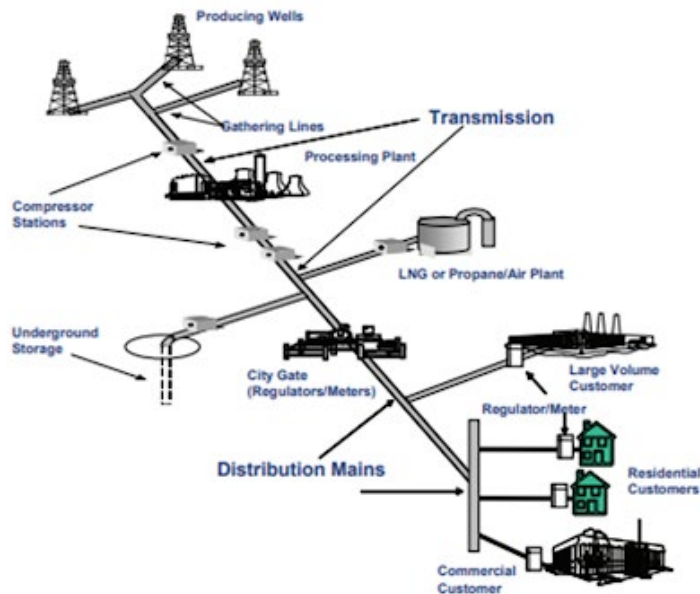 Producing Wells
Gathering Lines
Transmission
Processing Plant
Compressor
Stations
LNG or Propane/Air Plant
Underground
Storage
City Gate
(Regulators/Meters)
Large Volume
Customer
Regulator/Meter
Distribution Mains
Residential
Customers
Commercial
Customer